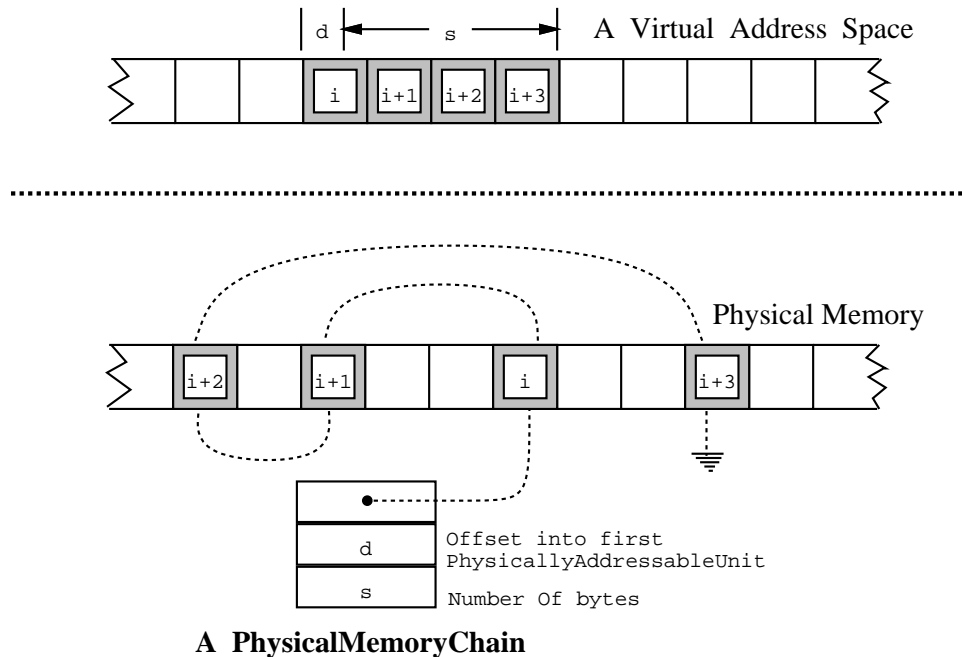 d s A Virtual Address Space
i i+1 i+2 i+3
Physical Memory
i+2 i+1 i i+3
Offset into first
d
PhysicallyAddressableUnit
s
Number Of bytes
A PhysicalMemoryChain